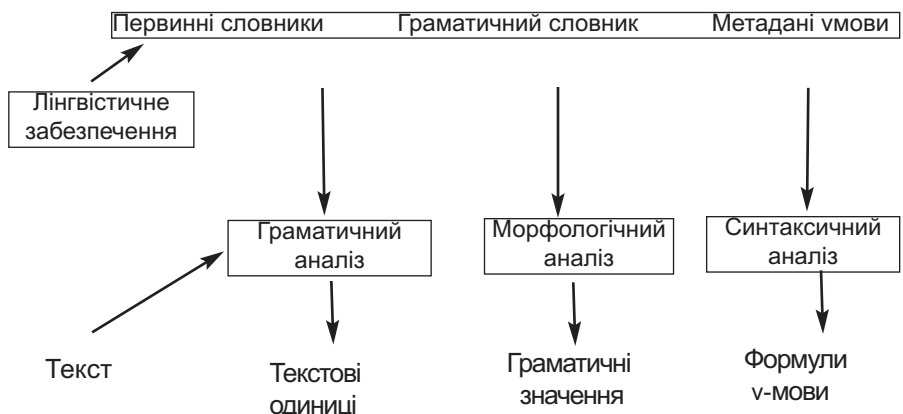 Первинні словники Граматичний словник Метадані vмови
Лінгвістичне
забезпечення
Граматичний
аналіз
Морфологічний
аналіз
Синтаксичний
аналіз
Текст
Текстові
одиниці
Граматичні
значення
Формули
v-мови